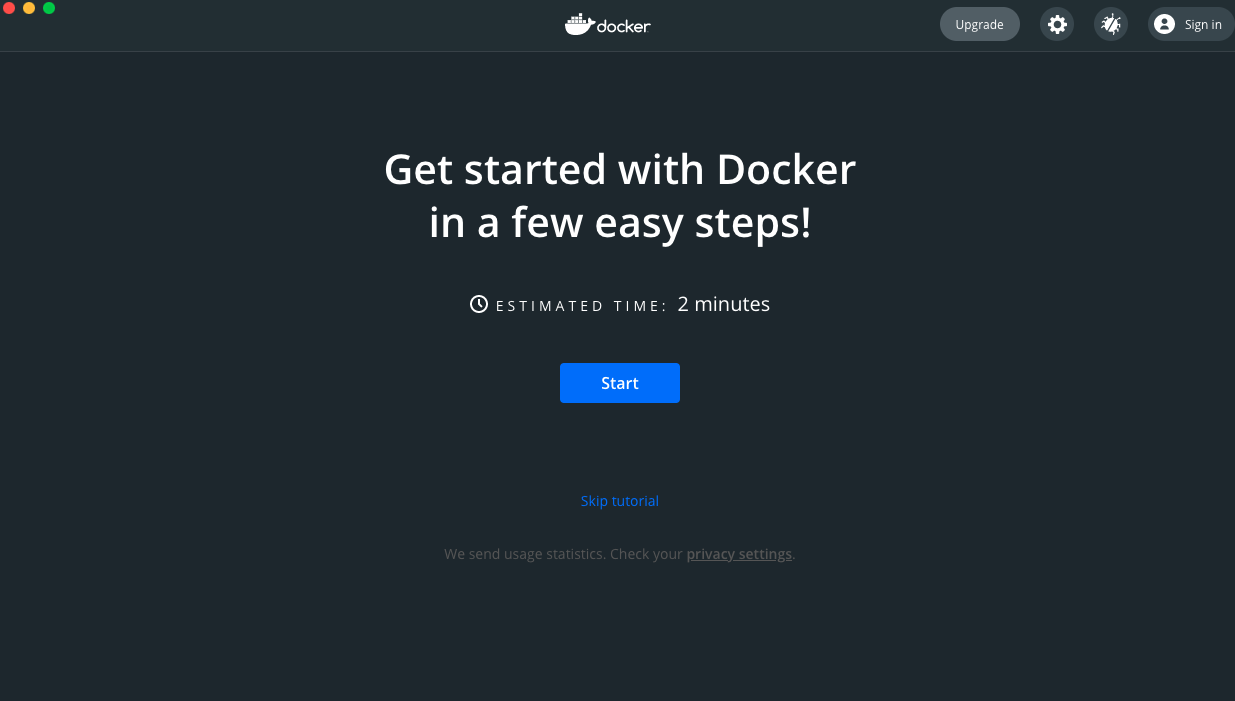 docker
Upgrade
Sign in
Get started with Docker
in a few easy steps!
ESTIMATED TIME: 2 minutes
Start
Skip tutorial
We send usage statistics. Check your privacy settings.